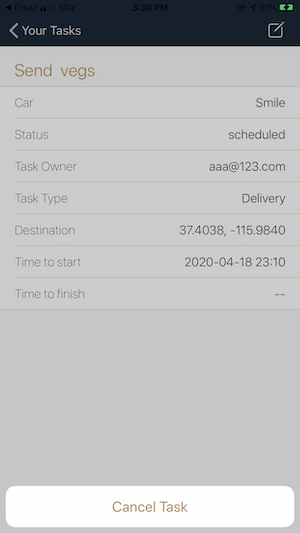 Gmail 5Gᴇ 3:30 PM 97%
Your Tasks
Send vegs
Car Smile
Status scheduled
Task Owner aaa@123.com
Task Type Delivery
Destination 37.4038, -115.9840
Time to start 2020-04-18 23:10
Time to finish --
Cancel Task